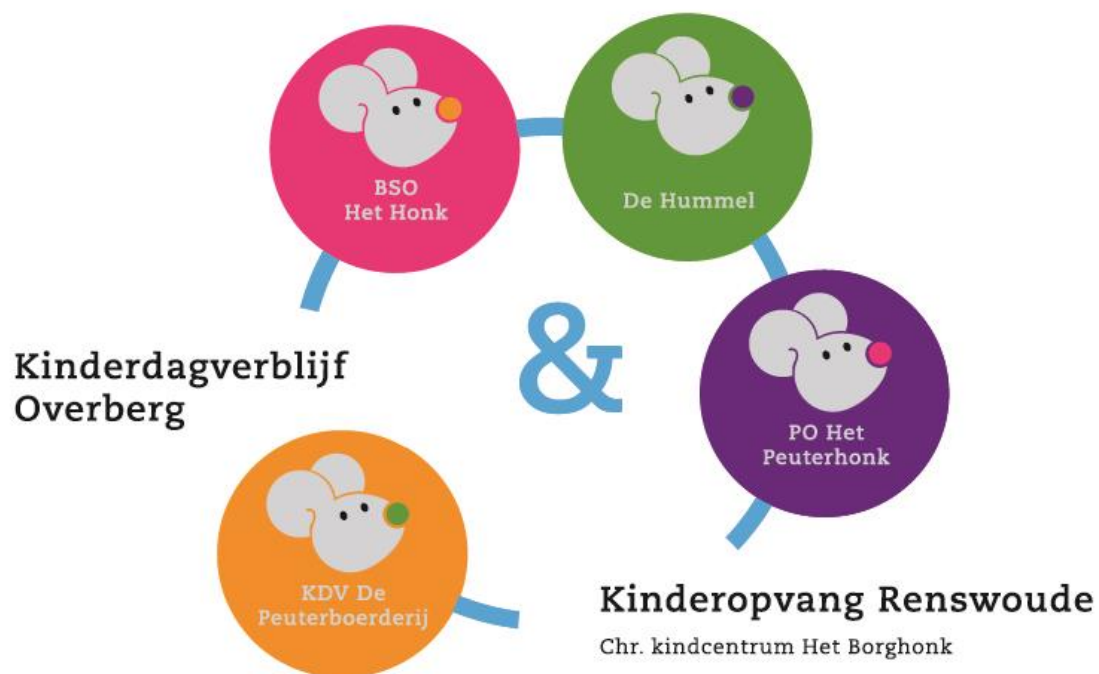 BSO
Het Honk
De Hummel
&
Kinderdagverblijf
Overberg
PO Het
Peuterhonk
KDV De
Peuterboerderij
Kinderopvang Renswoude
Chr. kindcentrum Het Borghonk